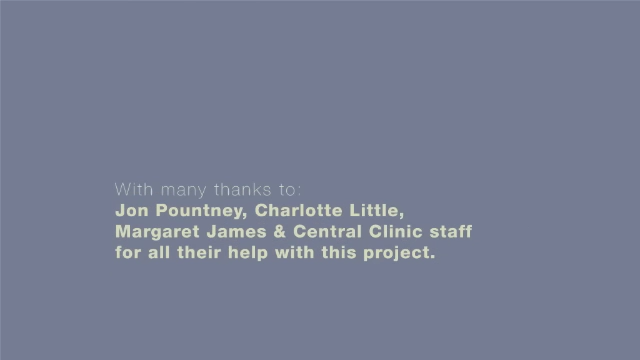 With many thanks to:
Jon Pountney, Charlotte Little,
Margaret James & Central Clinic staff
for all their help with this project.